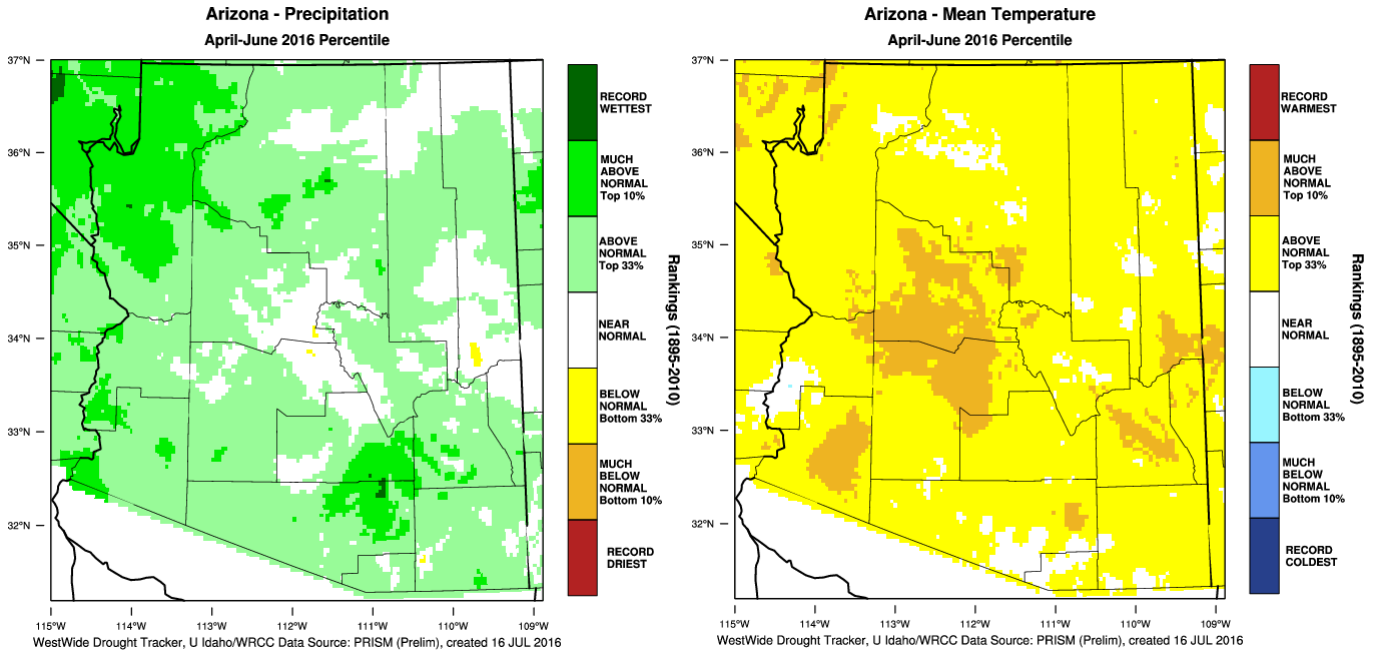 Arizona - Precipitation
April-June 2016 Percentile
37°N
36°N
35°N
34°N
33°N
32°N
115°W
114°W
113°W
112°W
111°W
110°W
109°W
RECORD
WETTEST
MUCH
ABOVE
NORMAL
Top 10%
ABOVE
NORMAL
Top 33%
NEAR
NORMAL
BELOW
NORMAL
Bottom 33%
MUCH
BELOW
NORMAL
Bottom 10%
RECORD
DRIEST
Rankings (1895-2010)
WestWide Drought Tracker, U Idaho/WRCC Data Source: PRISM (Prelim), created 16 JUL 2016
Arizona - Mean Temperature
April-June 2016 Percentile
37°N
36°N
35°N
34°N
33°N
32°N
115°W
114°W
113°W
112°W
111°W
110°W
109°W
RECORD
WARMEST
MUCH
ABOVE
NORMAL
Top 10%
ABOVE
NORMAL
Top 33%
NEAR
NORMAL
BELOW
NORMAL
Bottom 33%
MUCH
BELOW
NORMAL
Bottom 10%
RECORD
COLDEST
Rankings (1895-2010)
WestWide Drought Tracker, U Idaho/WRCC Data Source: PRISM (Prelim), created 16 JUL 2016